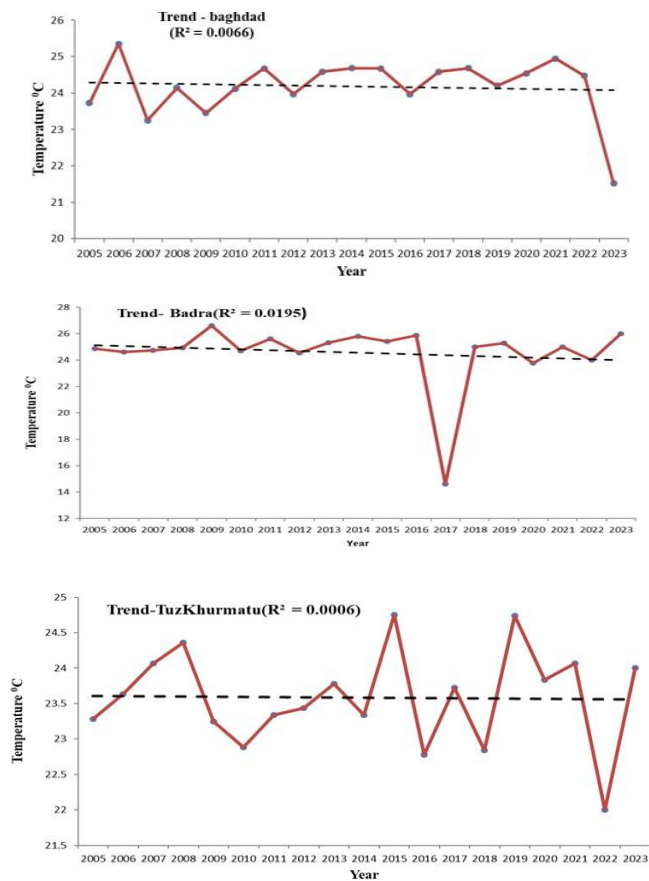 Trend - baghdad
(R² = 0.0066)
26
25
24
23
22
21
20
Temperature ⁰C
2005 2006 2007 2008 2009 2010 2011 2012 2013 2014 2015 2016 2017 2018 2019 2020 2021 2022 2023
Year
Trend- Badra(R² = 0.0195)
28
26
24
22
20
18
16
14
12
Temperature ⁰C
2005 2006 2007 2008 2009 2010 2011 2012 2013 2014 2015 2016 2017 2018 2019 2020 2021 2022 2023
Year
Trend-TuzKhurmatu(R² = 0.0006)
25
24.5
24
23.5
23
22.5
22
21.5
Temperature ⁰C
2005 2006 2007 2008 2009 2010 2011 2012 2013 2014 2015 2016 2017 2018 2019 2020 2021 2022 2023
Year